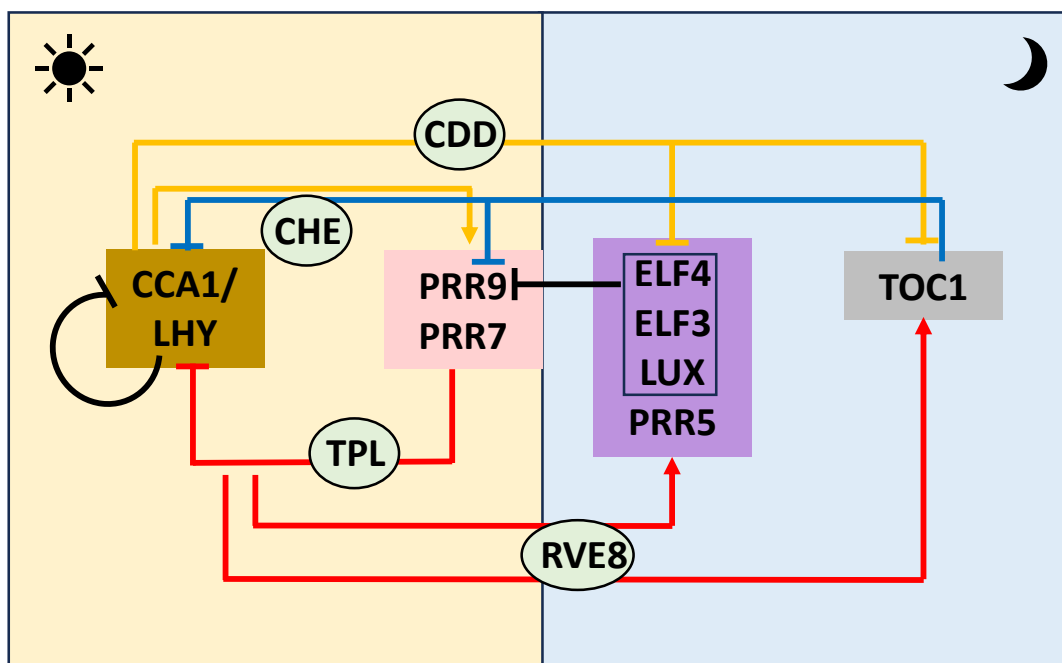 CDD
CHE
CCA1/
LHY
PRR9
PRR7
ELF4
ELF3
LUX
PRR5
TOC1
TPL
RVE8